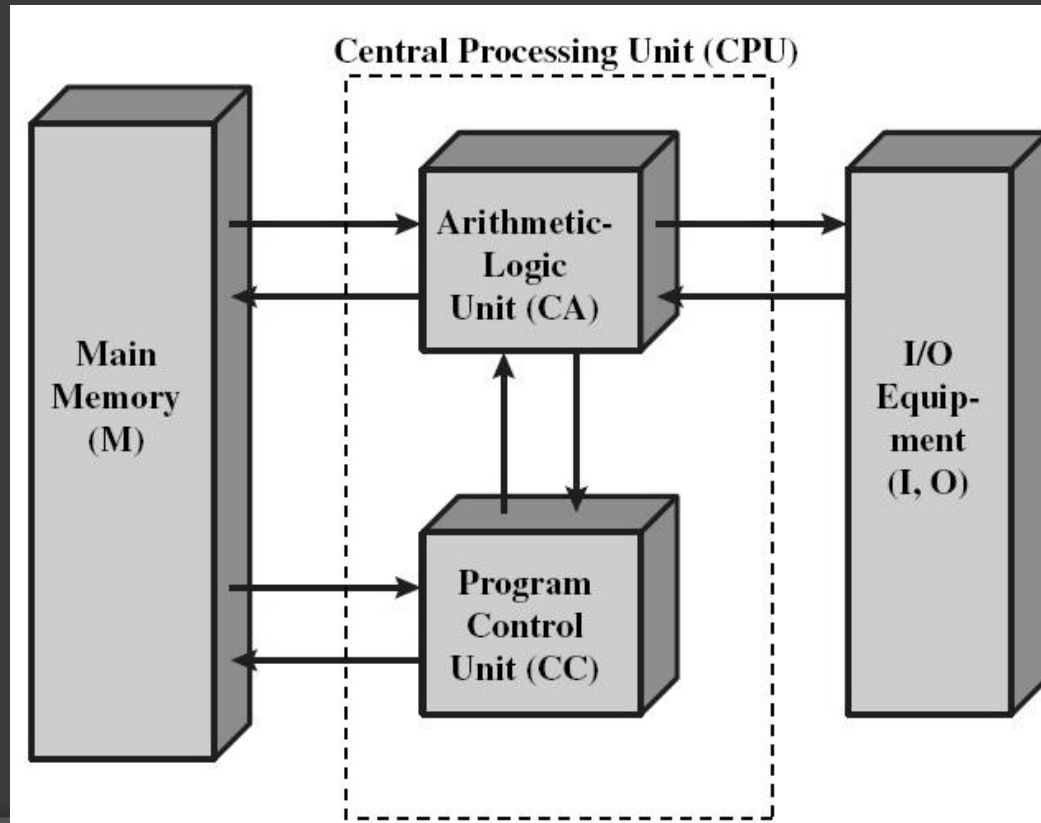 Central Processing Unit (CPU)
Main
Memory
(M)
Arithmetic-
Logic
Unit (CA)
Program
Control
Unit (CC)
I/O
Equip-
ment
(I, O)